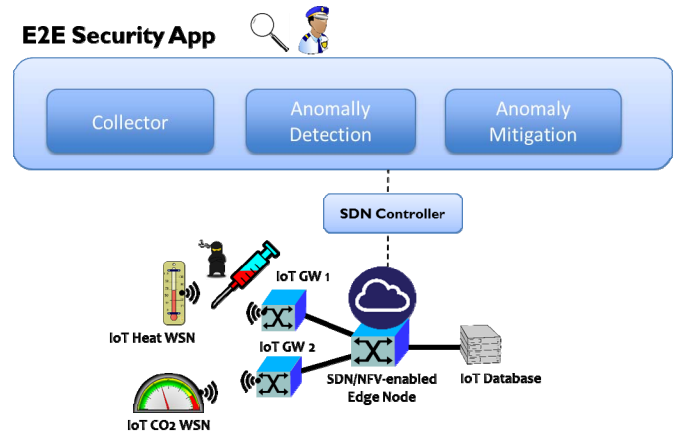 E2E Security App
Collector
Anomally
Detection
Anomaly
Mitigation
SDN Controller
IoT GW 1
IoT Heat WSN
IoT GW 2
SDN/NFV-enabled
Edge Node
IoT Database
IoT CO2 WSN